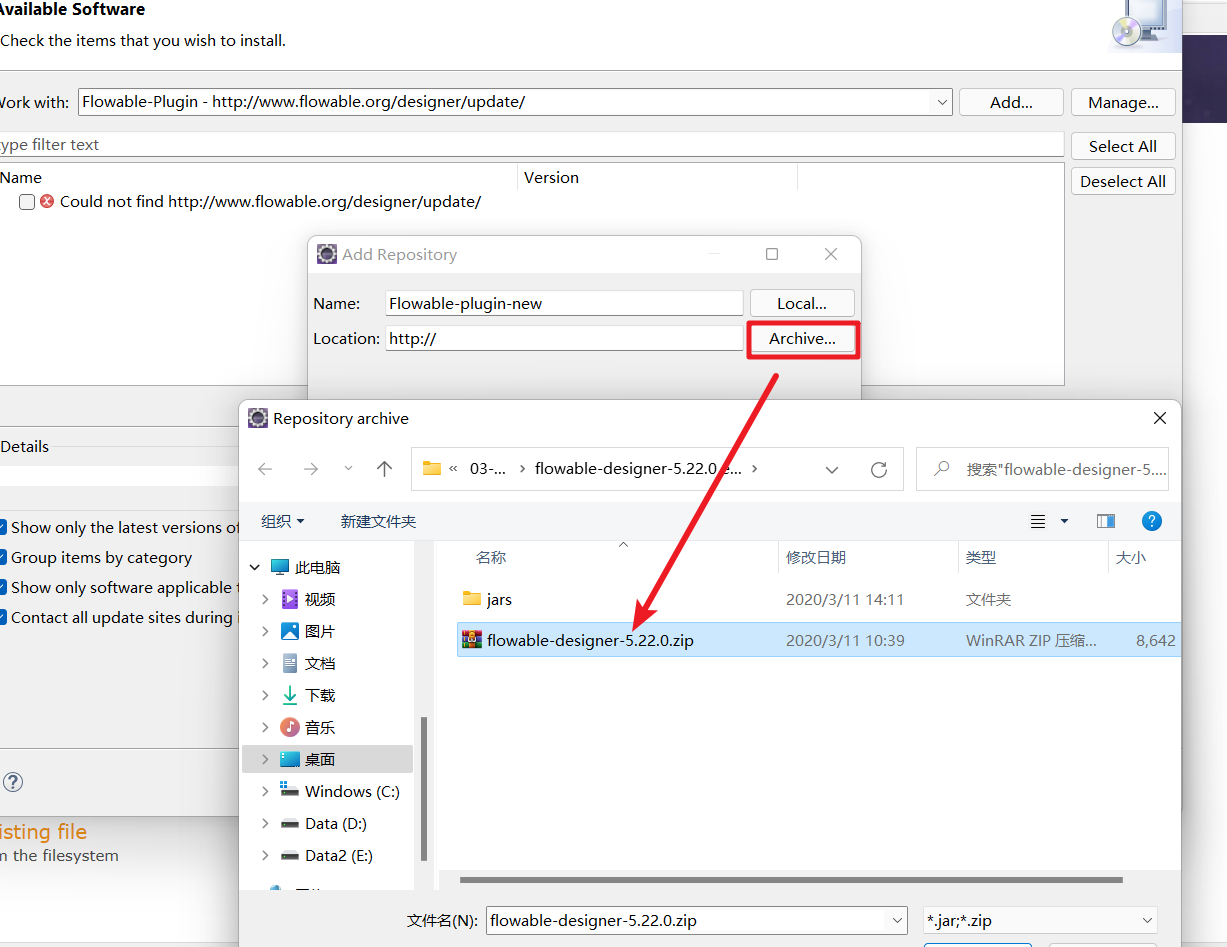 Available Software
Check the items that you wish to install.
Work with: Flowable-Plugin - http://www.flowable.org/designer/update/ Add... Manage...
type filter text Select All
Name Version Deselect All
Could not find http://www.flowable.org/designer/update/
Add Repository
Name: Flowable-plugin-new Local...
Location: http:// Archive...
Repository archive
Details
« 03-... › flowable-designer-5.22.0 e... › 搜索"flowable-designer-5....
组织 新建文件夹
Show only the latest versions of
Group items by category
Show only software applicable
Contact all update sites during
名称 修改日期 类型 大小
此电脑
视频
图片
文档
下载
音乐
桌面
Windows (C:)
Data (D:)
Data2 (E:)
jars 2020/3/11 14:11 文件夹
flowable-designer-5.22.0.zip 2020/3/11 10:39 WinRAR ZIP 压缩... 8,642
isting file
m the filesystem
文件名(N): flowable-designer-5.22.0.zip *.jar;*.zip